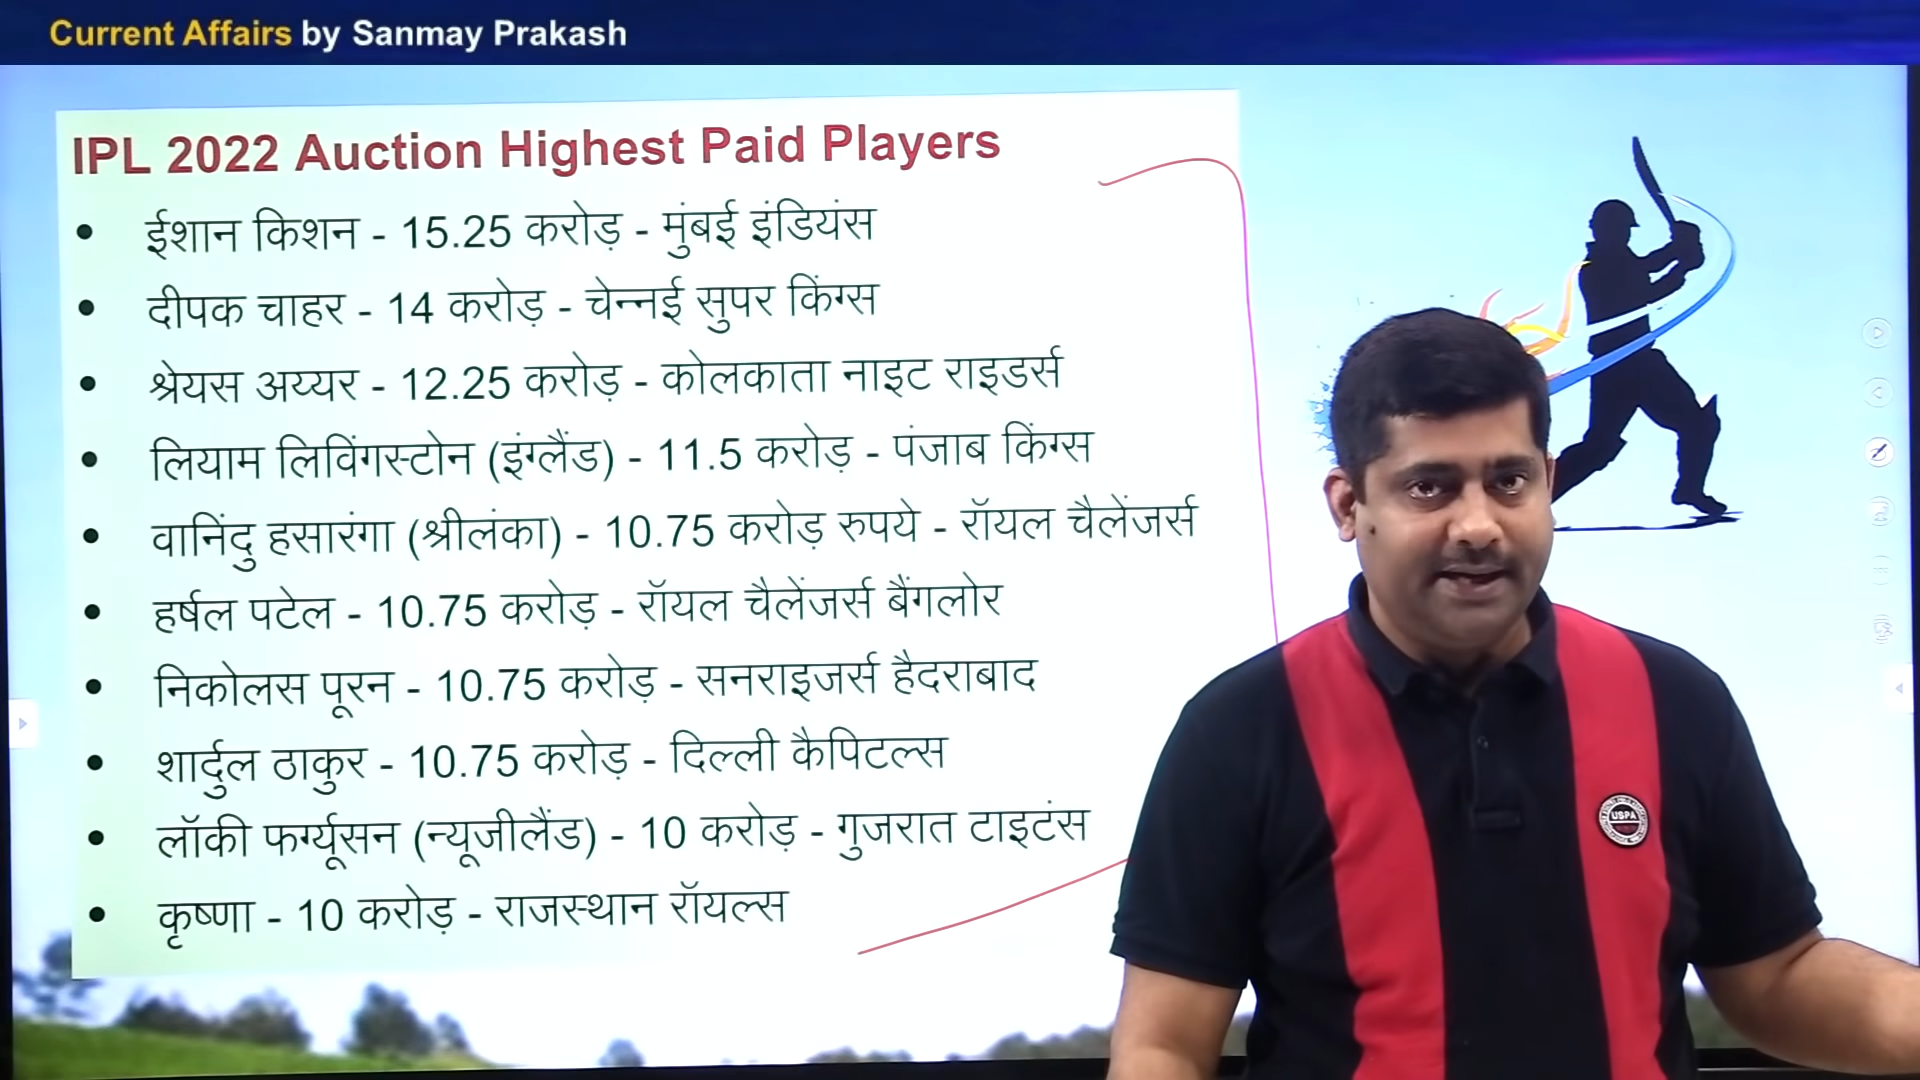 Current Affairs by Sanmay Prakash
IPL 2022 Auction Highest Paid Players
• ईशान किशन - 15.25 करोड़ - मुंबई इंडियंस
• दीपक चाहर - 14 करोड़ - चेन्नई सुपर किंग्स
• श्रेयस अय्यर - 12.25 करोड़ - कोलकाता नाइट राइडर्स
• लियाम लिविंगस्टोन (इंग्लैंड) - 11.5 करोड़ - पंजाब किंग्स
• वानिंदु हसारंगा (श्रीलंका) - 10.75 करोड़ रुपये - रॉयल चैलेंजर्स
• हर्षल पटेल - 10.75 करोड़ - रॉयल चैलेंजर्स बैंगलोर
• निकोलस पूरन - 10.75 करोड़ - सनराइजर्स हैदराबाद
• शार्दुल ठाकुर - 10.75 करोड़ - दिल्ली कैपिटल्स
• लॉकी फर्ग्यूसन (न्यूजीलैंड) - 10 करोड़ - गुजरात टाइटंस
• कृष्णा - 10 करोड़ - राजस्थान रॉयल्स
USPA